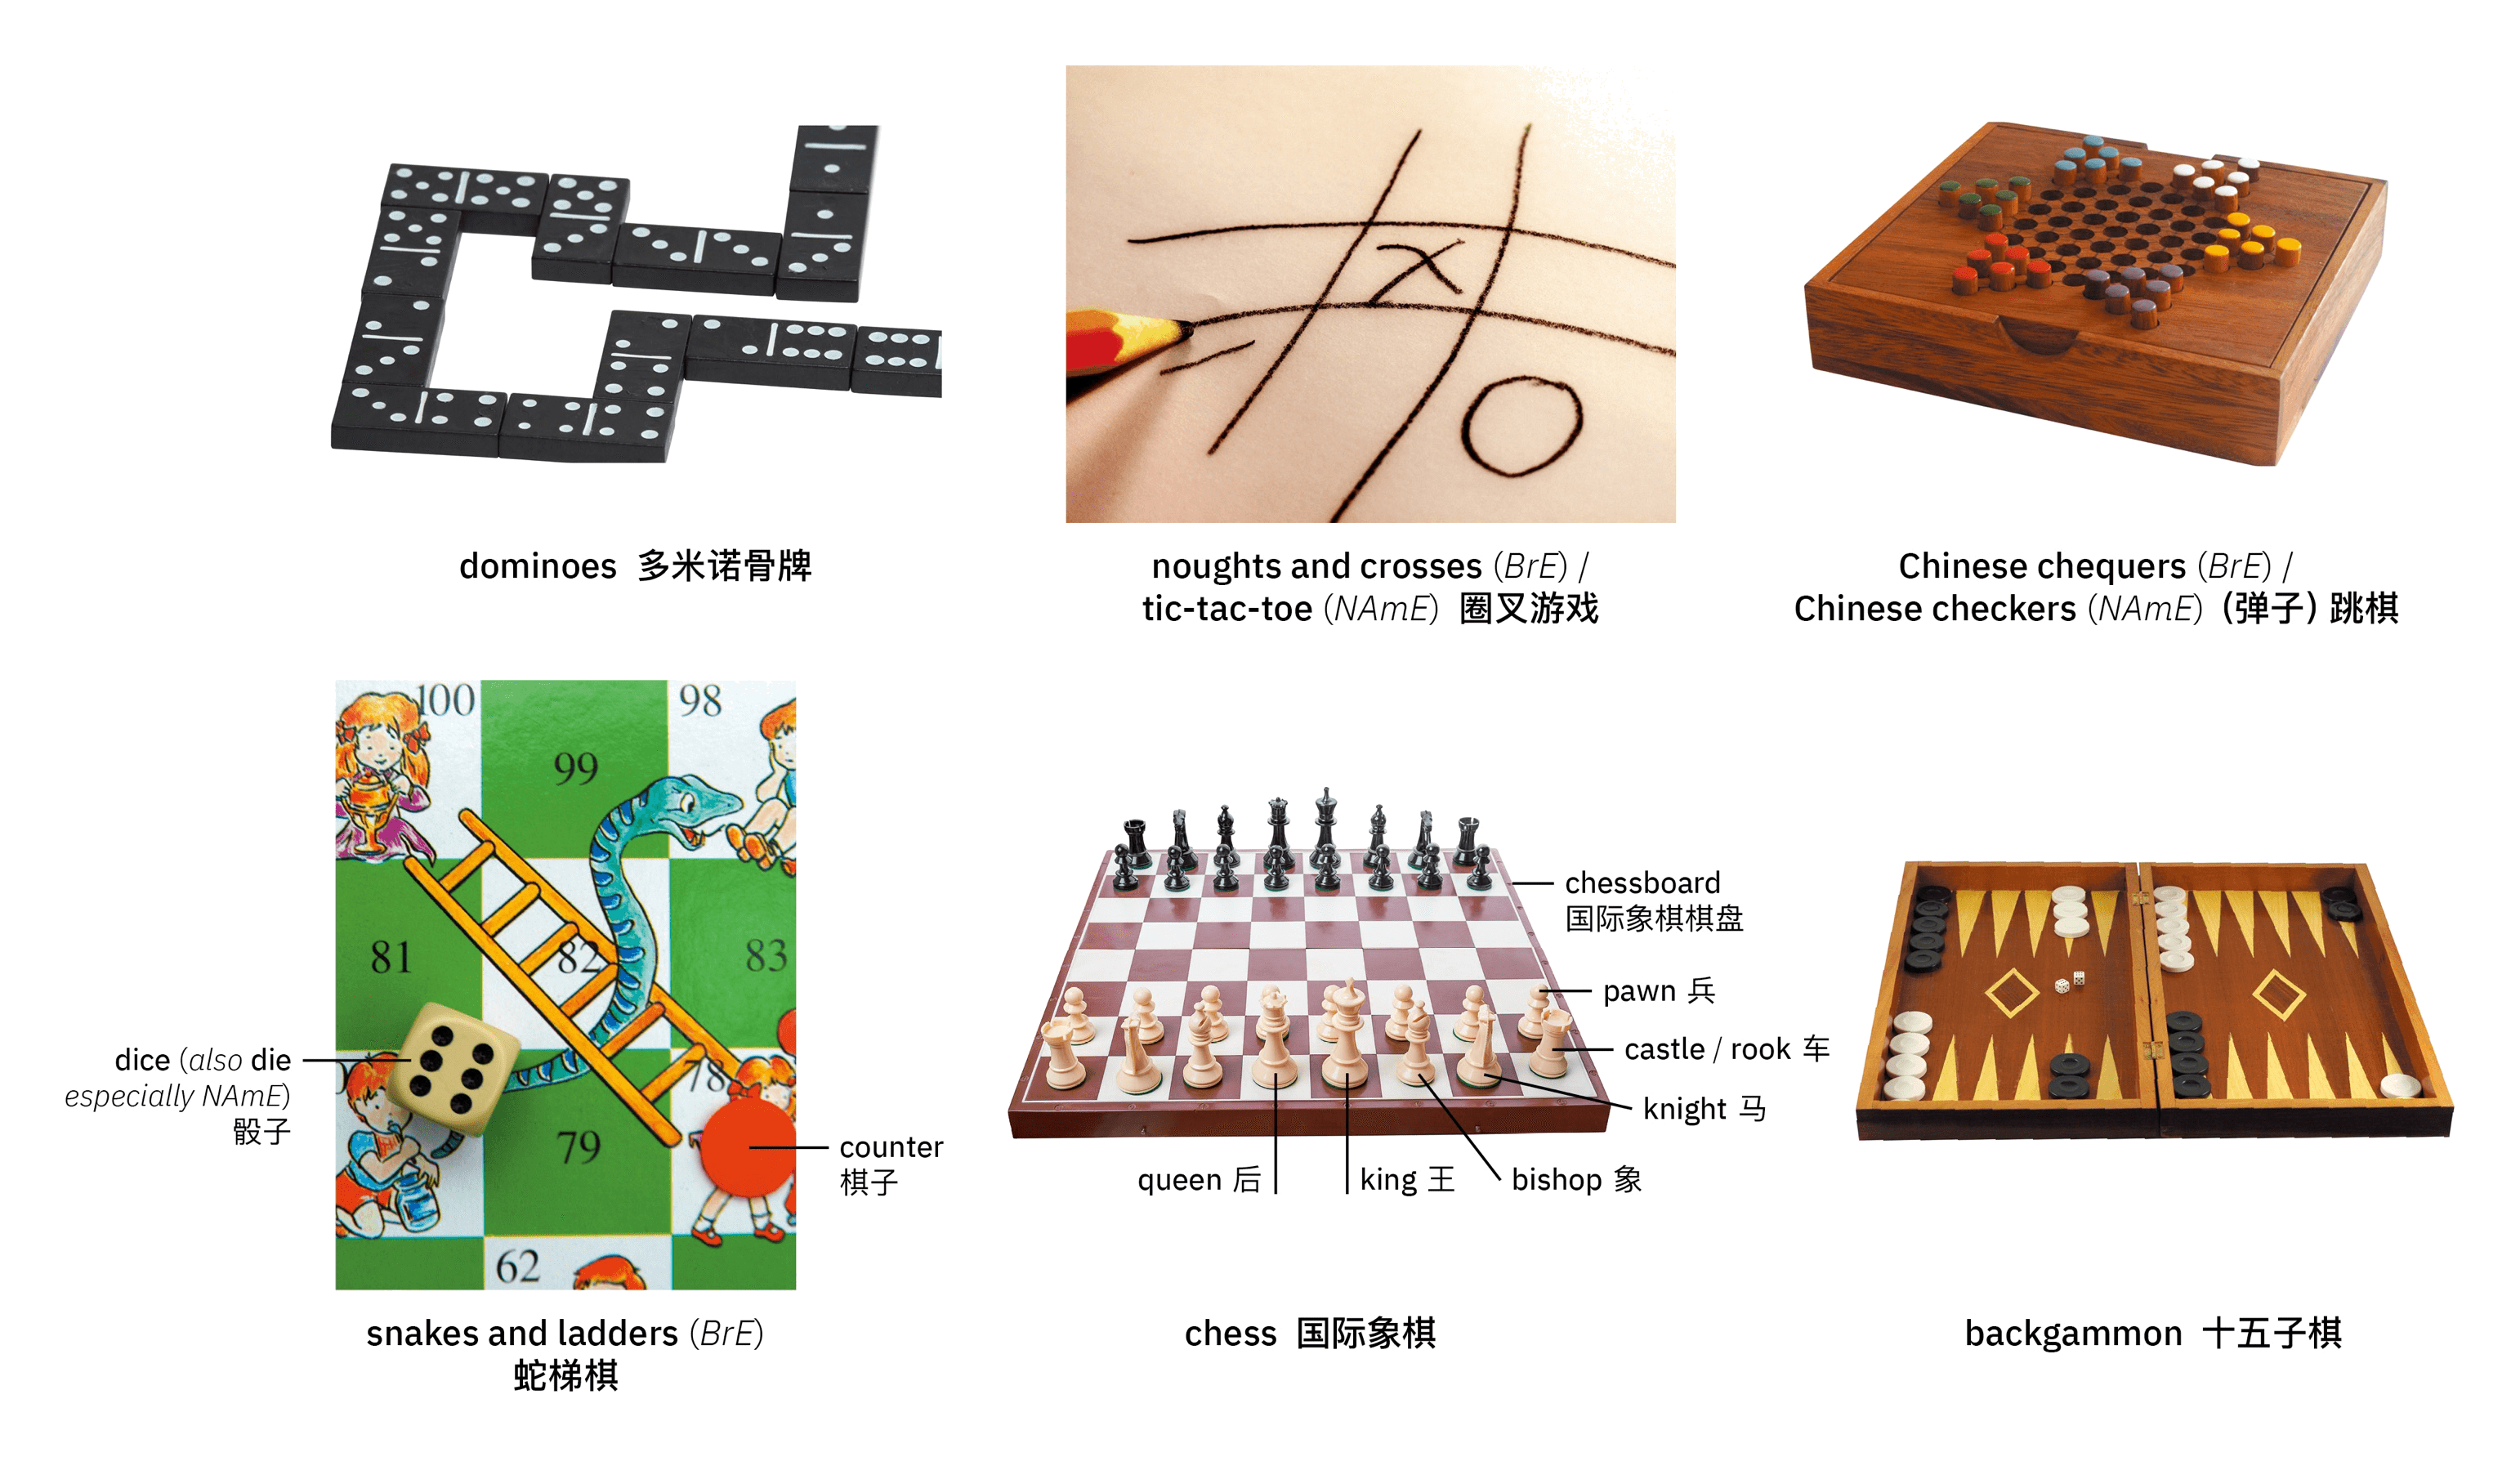 dominoes 多米诺骨牌
noughts and crosses (BrE) /
tic-tac-toe (NAmE) 圈叉游戏
Chinese chequers (BrE) /
Chinese checkers (NAmE) (弹子) 跳棋
100
98
99
81
82
83
78
79
62
dice (also die
especially NAmE)
骰子
counter
棋子
snakes and ladders (BrE)
蛇梯棋
chessboard
国际象棋棋盘
pawn 兵
castle / rook 车
knight 马
queen 后
king 王
bishop 象
chess 国际象棋
backgammon 十五子棋